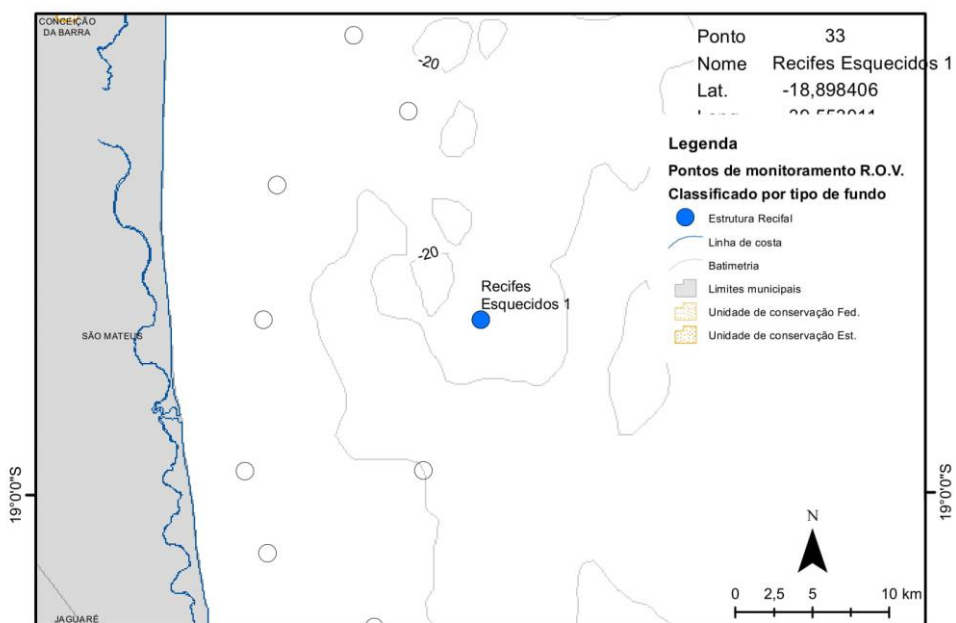 CONCEIÇÃO
DA BARRA
-20
Ponto 33
Nome Recifes Esquecidos 1
Lat. -18,898406
Legenda
Pontos de monitoramento R.O.V.
Classificado por tipo de fundo
Estrutura Recifal
Linha de costa
Batimetria
Limites municipais
Unidade de conservação Fed.
Unidade de conservação Est.
-20
Recifes
Esquecidos 1
SÃO MATEUS
19°0'0"S
19°0'0"S
N
0 2,5 5 10 km
JAGUARÉ